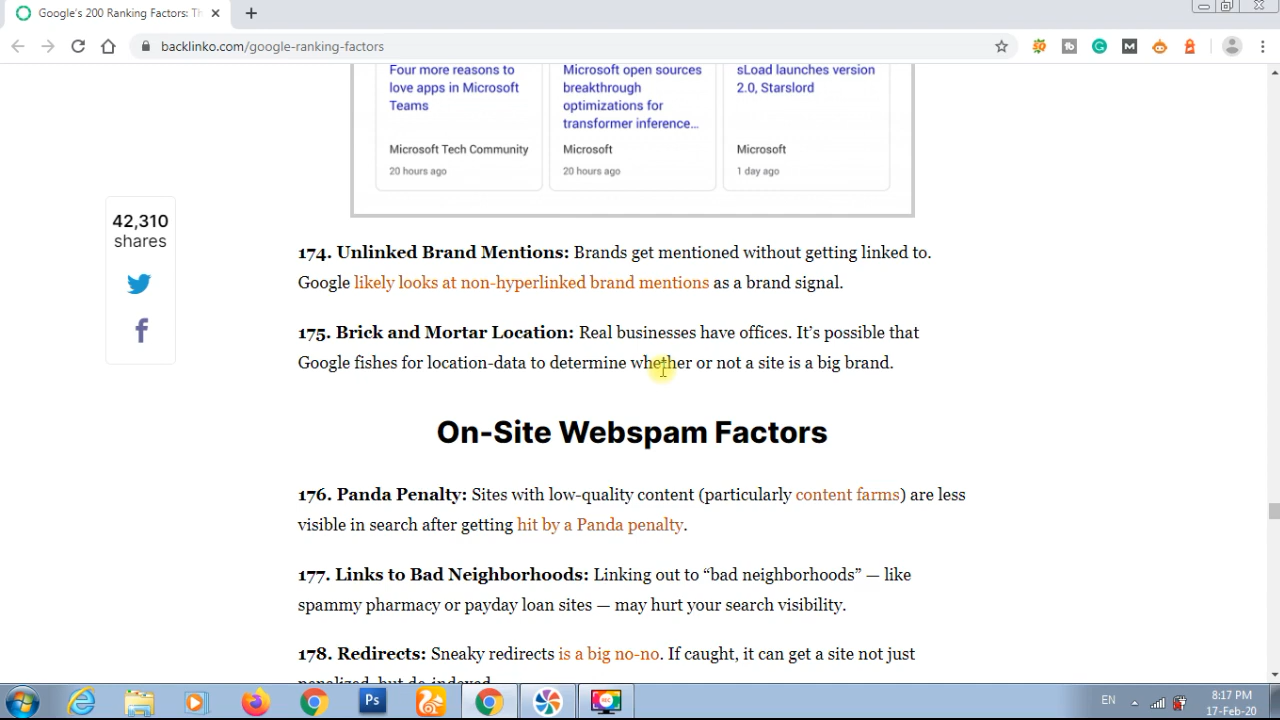 Google's 200 Ranking Factors: Th
backlinko.com/google-ranking-factors
Four more reasons to
love apps in Microsoft
Teams
Microsoft Tech Community
20 hours ago
Microsoft open sources
breakthrough
optimizations for
transformer inference...
Microsoft
20 hours ago
sLoad launches version
2.0, Starslord
Microsoft
1 day ago
42,310
shares
174. Unlinked Brand Mentions: Brands get mentioned without getting linked to.
Google likely looks at non-hyperlinked brand mentions as a brand signal.
175. Brick and Mortar Location: Real businesses have offices. It’s possible that
Google fishes for location-data to determine whether or not a site is a big brand.
On-Site Webspam Factors
176. Panda Penalty: Sites with low-quality content (particularly content farms) are less
visible in search after getting hit by a Panda penalty.
177. Links to Bad Neighborhoods: Linking out to “bad neighborhoods” — like
spammy pharmacy or payday loan sites — may hurt your search visibility.
178. Redirects: Sneaky redirects is a big no-no. If caught, it can get a site not just
penalized, but de-indexed.
Ps
EN
8:17 PM
17-Feb-20